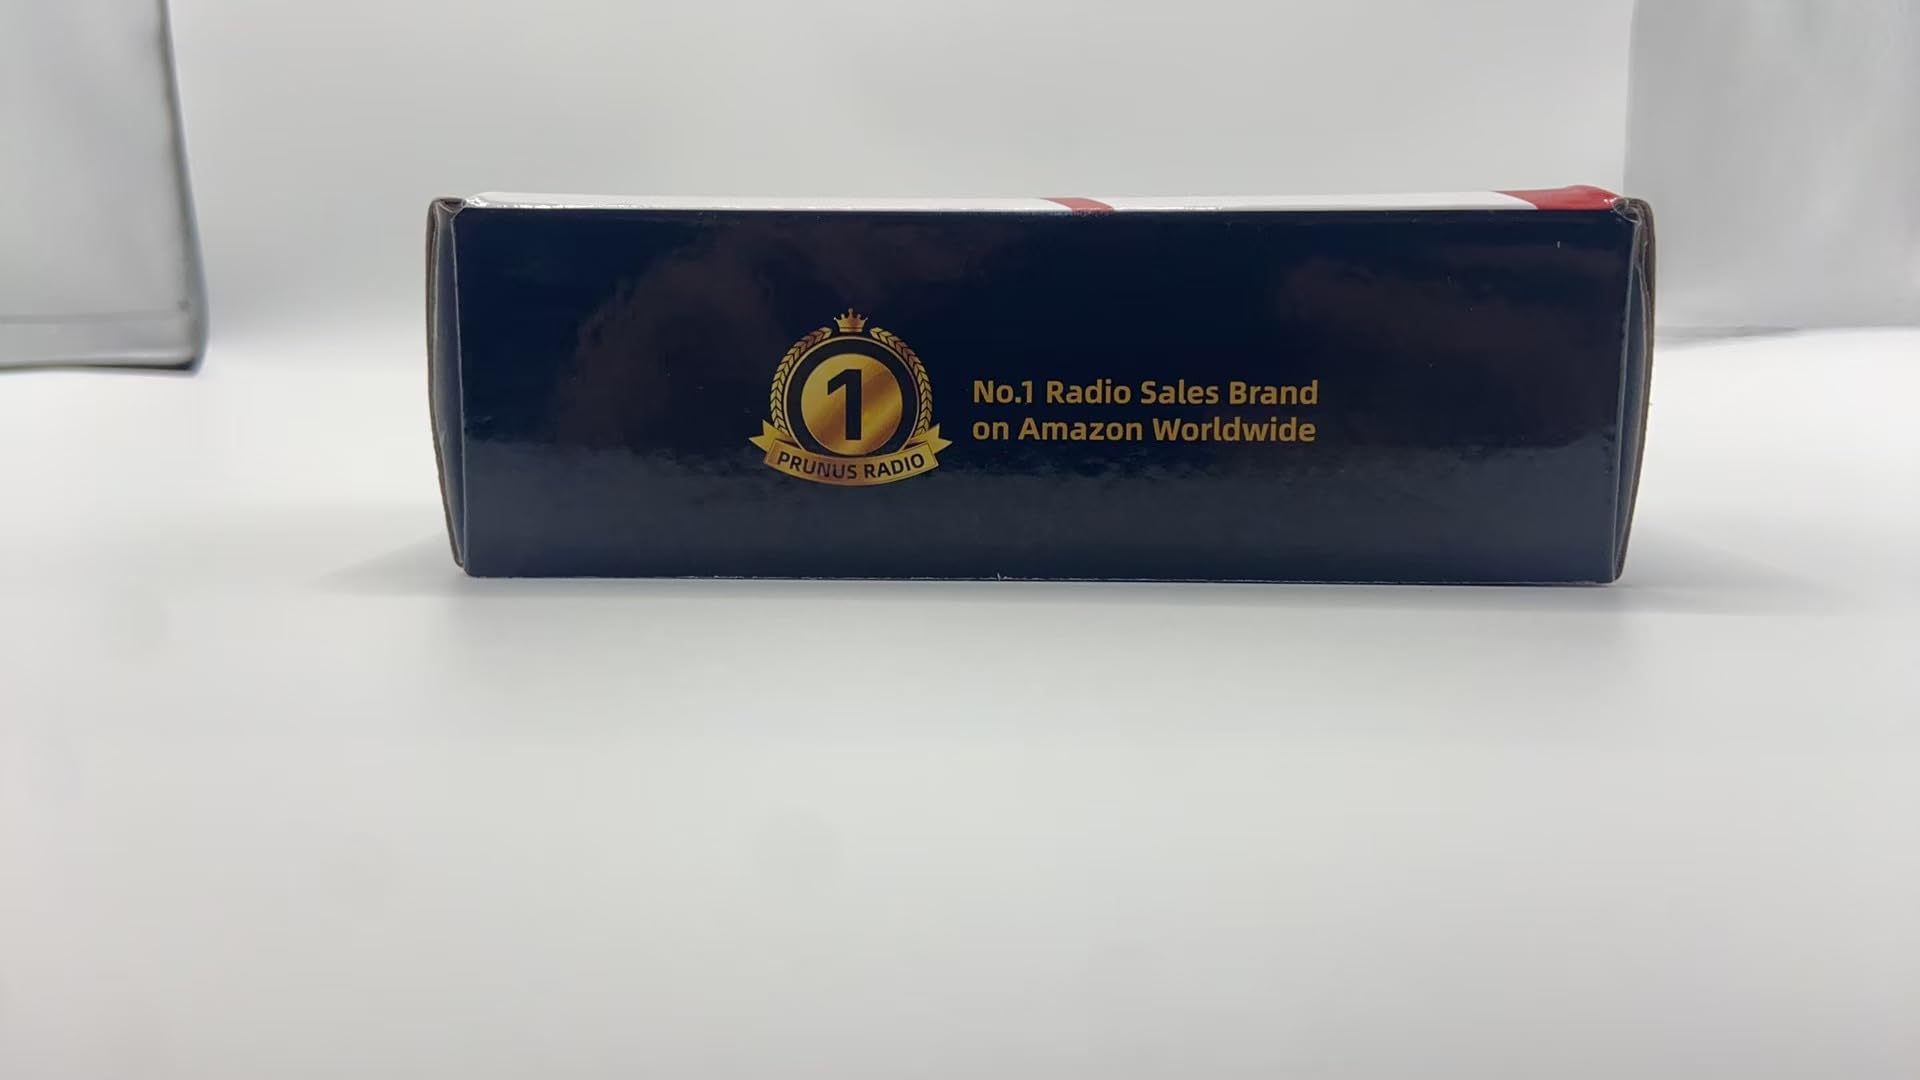 1
PRUNUS RADIO
No.1 Radio Sales Brand
on Amazon Worldwide